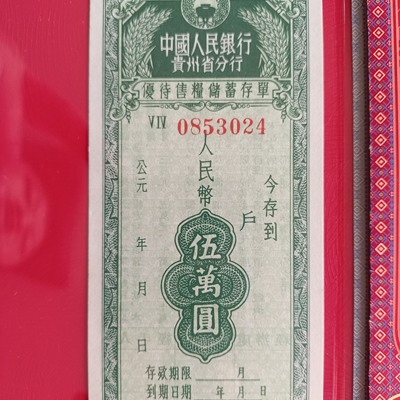 中國人民銀行
貴州省分行
優待售糧儲蓄存單
VIV 0853024
今存到
戶
人民幣
伍萬圓
公元 年 月 日
存款期限 月
到期日期 年 月 日